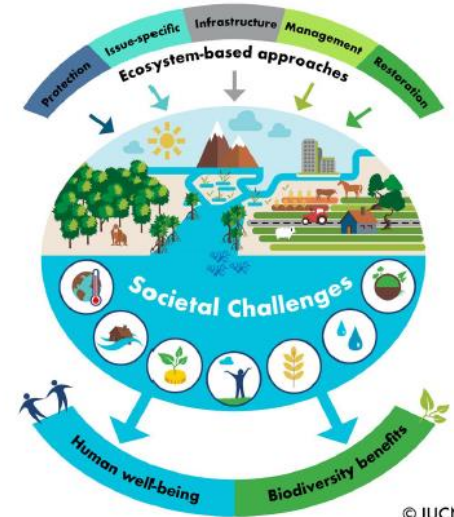 Protection
Issue-specific
Infrastructure
Management
Restoration
Ecosystem-based approaches
Societal Challenges
Human well-being
Biodiversity benefits
©